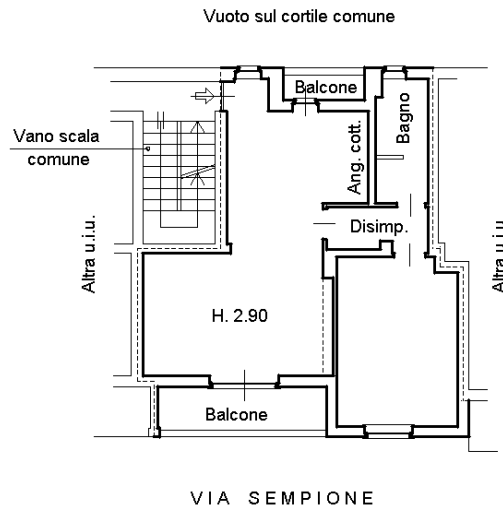 Vuoto sul cortile comune
Balcone
Bagno
Ang. cott.
Vano scala
comune
Disimp.
Altra u.i.u.
Altra u.i.u.
H. 2.90
Balcone
VIA SEMPIONE